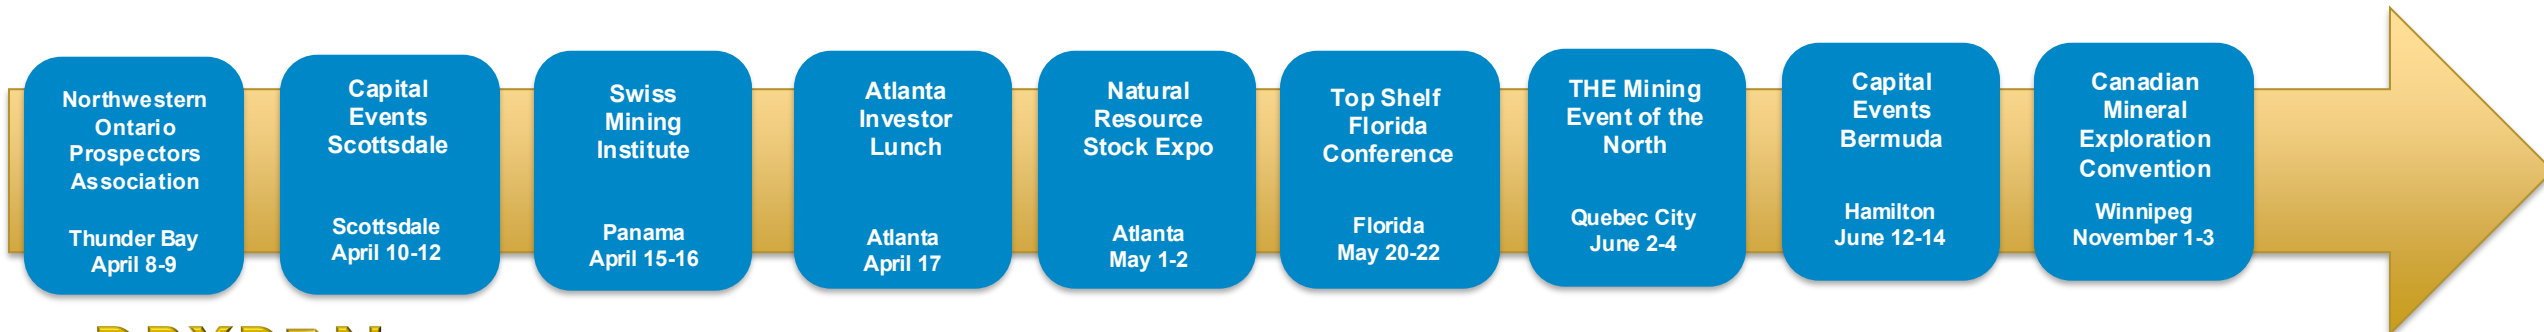 Northwestern
Ontario
Prospectors
Association
Thunder Bay
April 8-9
Capital
Events
Scottsdale
Scottsdale
April 10-12
Swiss
Mining
Institute
Panama
April 15-16
Atlanta
Investor
Lunch
Atlanta
April 17
Natural
Resource
Stock Expo
Atlanta
May 1-2
Top Shelf
Florida
Conference
Florida
May 20-22
THE Mining
Event of the
North
Quebec City
June 2-4
Capital
Events
Bermuda
Hamilton
June 12-14
Canadian
Mineral
Exploration
Convention
Winnipeg
November 1-3